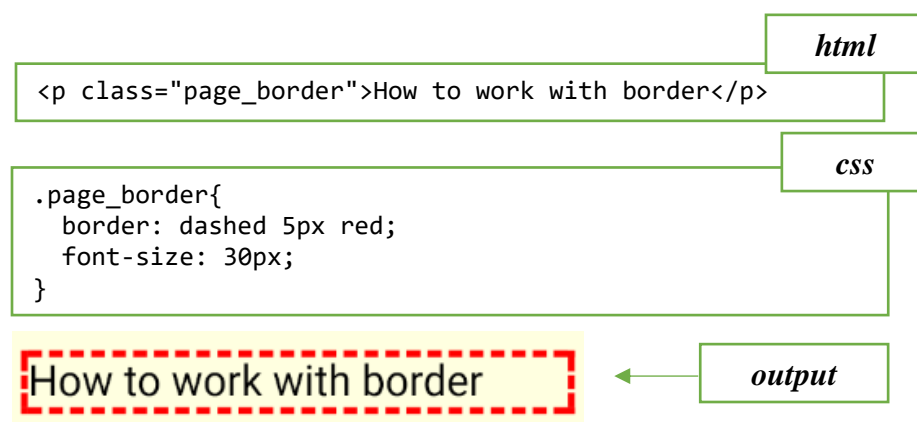 html
<p class="page_border">How to work with border</p>
css
.page_border{
  border: dashed 5px red;
  font-size: 30px;
}
How to work with border
output